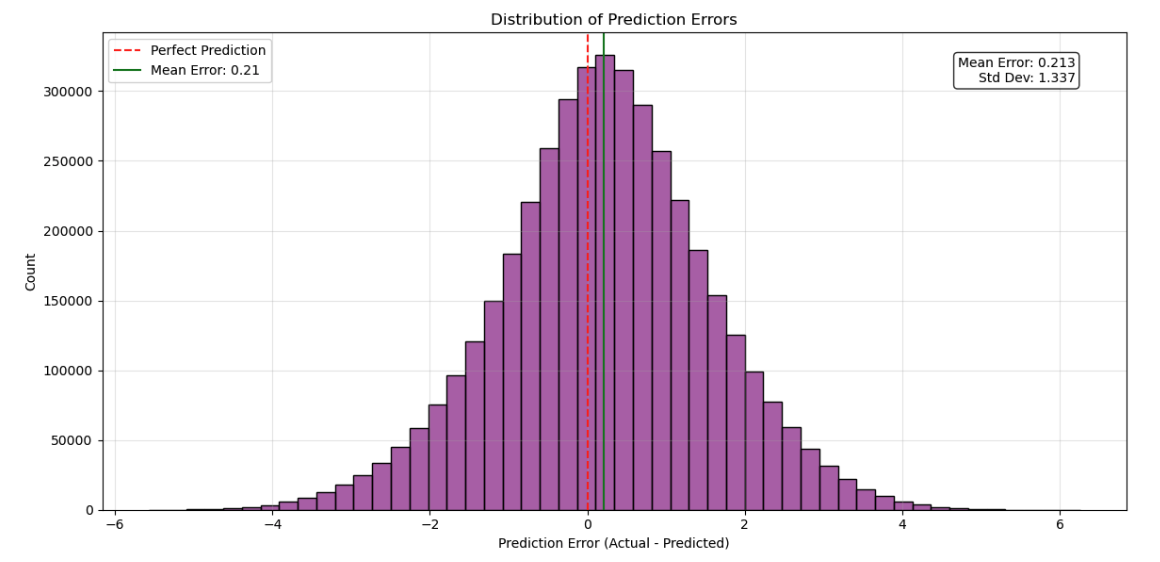 Distribution of Prediction Errors
Perfect Prediction
Mean Error: 0.21
Mean Error: 0.213
Std Dev: 1.337
300000
250000
200000
150000
100000
50000
0
Count
−6
−4
−2
0
2
4
6
Prediction Error (Actual - Predicted)